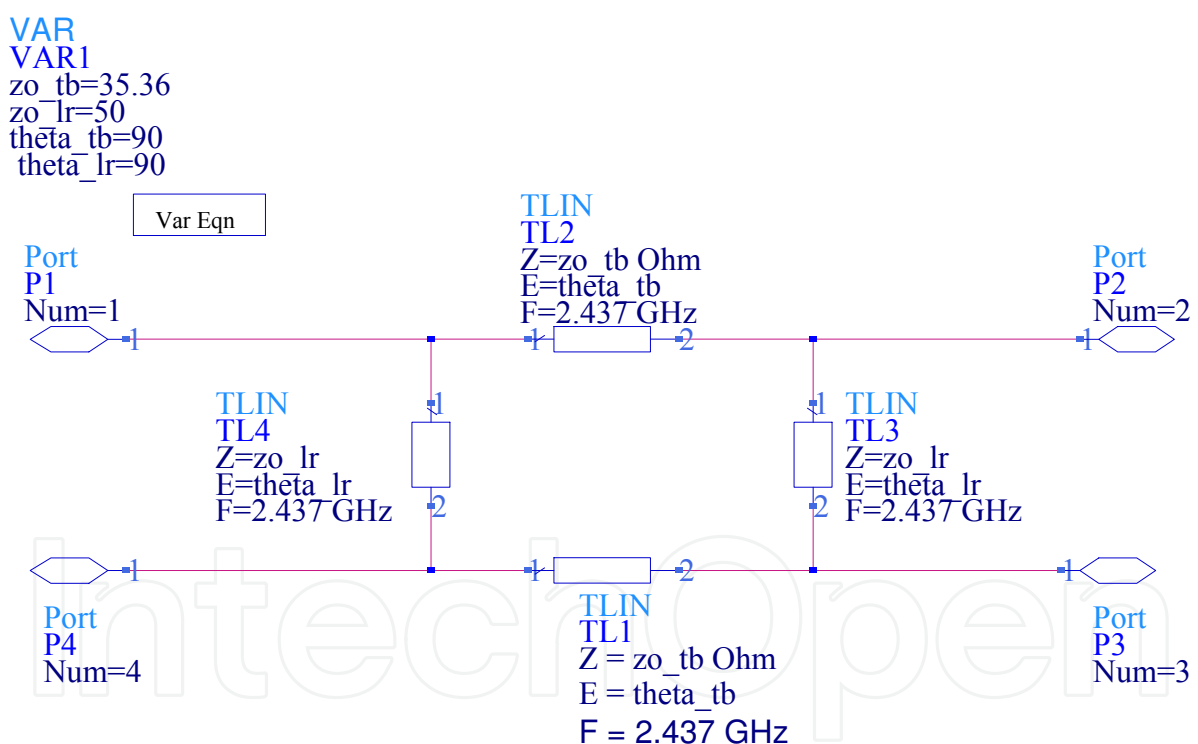 VAR
VAR1
zo_tb=35.36
zo_lr=50
theta_tb=90
theta_lr=90
Var Eqn
Port
P1
Num=1
1
TLIN
TL2
Z=zo_tb Ohm
E=theta_tb
F=2.437 GHz
1
2
Port
P2
Num=2
1
TLIN
TL4
Z=zo_lr
E=theta_lr
F=2.437 GHz
1
2
TLIN
TL3
Z=zo_lr
E=theta_lr
F=2.437 GHz
1
2
1
Port
P4
Num=4
1
2
TLIN
TL1
Z = zo_tb Ohm
E = theta_tb
F = 2.437 GHz
1
Port
P3
Num=3
IntechOpen